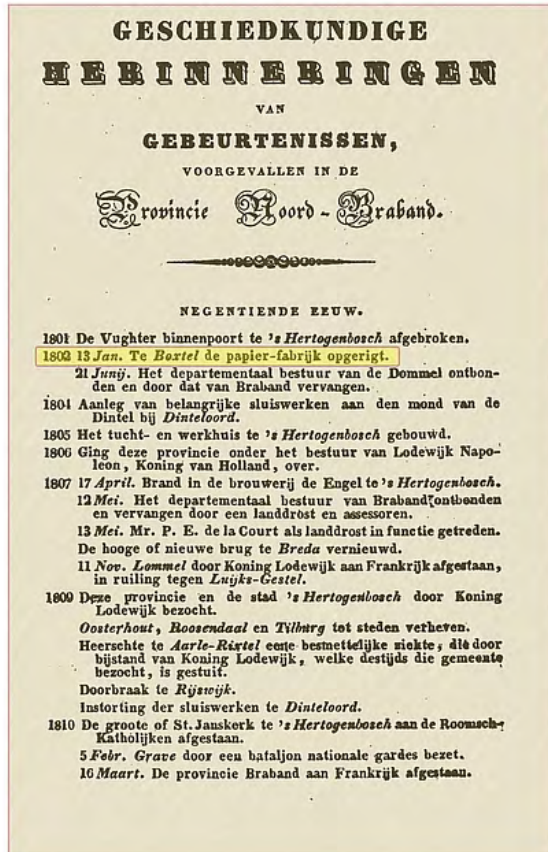 GESCHIEDKUNDIGE
HERINNERINGEN
VAN
GEBEURTENISSEN,
VOORGEVALLEN IN DE
Provincie Noord-Braband.
NEGENTIENDE EEUW.
1801 De Vughter binnenpoort te 's Hertogenbosch afgebroken.
1802 13 Jan. Te Boxtel de papier-fabrijk opgerigt.
21 Junij. Het departementaal bestuur van de Dommel ontbon-
den en door dat van Braband vervangen.
1804 Aanleg van belangrijke sluiswerken aan den mond van de
Dintel bij Dinteloord.
1805 Het tucht- en werkhuis te 's Hertogenbosch gebouwd.
1806 Ging deze provincie onder het bestuur van Lodewijk Napo-
leon, Koning van Holland, over.
1807 17 April. Brand in de brouwerij de Engel te 's Hertogenbosch.
12 Mei. Het departementaal bestuur van Braband ontbonden
en vervangen door een landdrost en assessoren.
13 Mei. Mr. P. E. de la Court als landdrost in functie getreden.
De hooge of nieuwe brug te Breda vernieuwd.
11 Nov. Lommel door Koning Lodewijk aan Frankrijk afgestaan,
in ruiling tegen Luijks-Gestel.
1809 Deze provincie en de stad 's Hertogenbosch door Koning
Lodewijk bezocht.
Oosterhout, Roosendaal en Tilburg tot steden verheven.
Heerschte te Aarle-Rixtel eene besmettelijke ziekte, die door
bijstand van Koning Lodewijk, welke destijds die gemeente
bezocht, is gestuit.
Doorbraak te Rijswijk.
Instorting der sluiswerken te Dinteloord.
1810 De groote of St. Janskerk te 's Hertogenbosch aan de Roomsch-
Katholijken afgestaan.
5 Febr. Grave door een bataljon nationale gardes bezet.
16 Maart. De provincie Braband aan Frankrijk afgestaan.